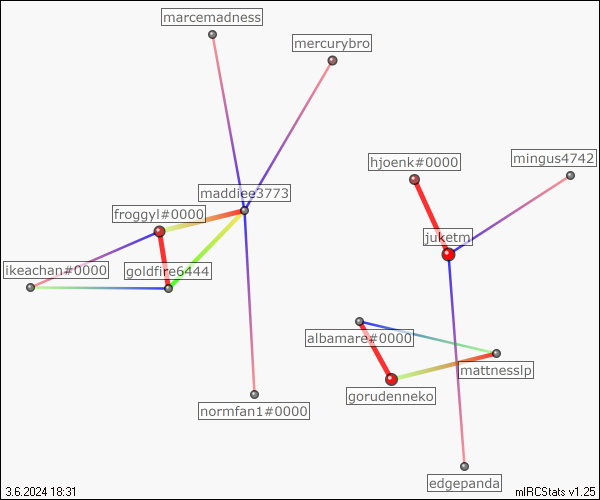 marcemadness
mercurybro
mingus4742
hjoenk#0000
maddiee3773
froggyl#0000
juketm
ikeachan#0000
goldfire6444
albamare#0000
mattnesslp
gorudenneko
normfan1#0000
edgepanda
3.6.2024 18:31
mIRCStats v1.25